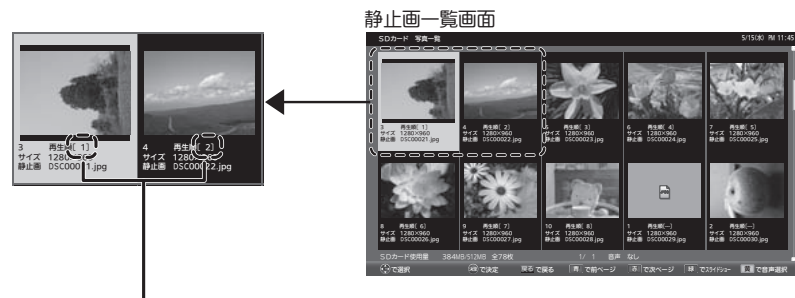 静止画一覧画面
SDカード 写真一覧 5/15(水) PM 11:45
3 再生順[ 1]
サイズ 1280×960
静止画 DSC00021.jpg
4 再生順[ 2]
サイズ 1280×960
静止画 DSC00022.jpg
3 再生順[ 1]
サイズ 1280×960
静止画 DSC00021.jpg
4 再生順[ 2]
サイズ 1280×960
静止画 DSC00022.jpg
5 再生順[ 3]
サイズ 1280×960
静止画 DSC00023.jpg
6 再生順[ 4]
サイズ 1280×960
静止画 DSC00024.jpg
7 再生順[ 5]
サイズ 1280×960
静止画 DSC00025.jpg
8 再生順[ 6]
サイズ 1280×960
静止画 DSC00026.jpg
9 再生順[ 7]
サイズ 1280×960
静止画 DSC00027.jpg
10 再生順[ 8]
サイズ 1280×960
静止画 DSC00028.jpg
1 再生順[--]
サイズ 1280×960
静止画 DSC00029.jpg
2 再生順[--]
サイズ 1280×960
静止画 DSC00030.jpg
SDカード使用量 384MB/512MB 全78枚 1/ 1 音声 なし
で選択 決定 で決定 戻る で戻る 青 で前ページ 赤 で次ページ 緑 でスライドショー 黄 で音声選択